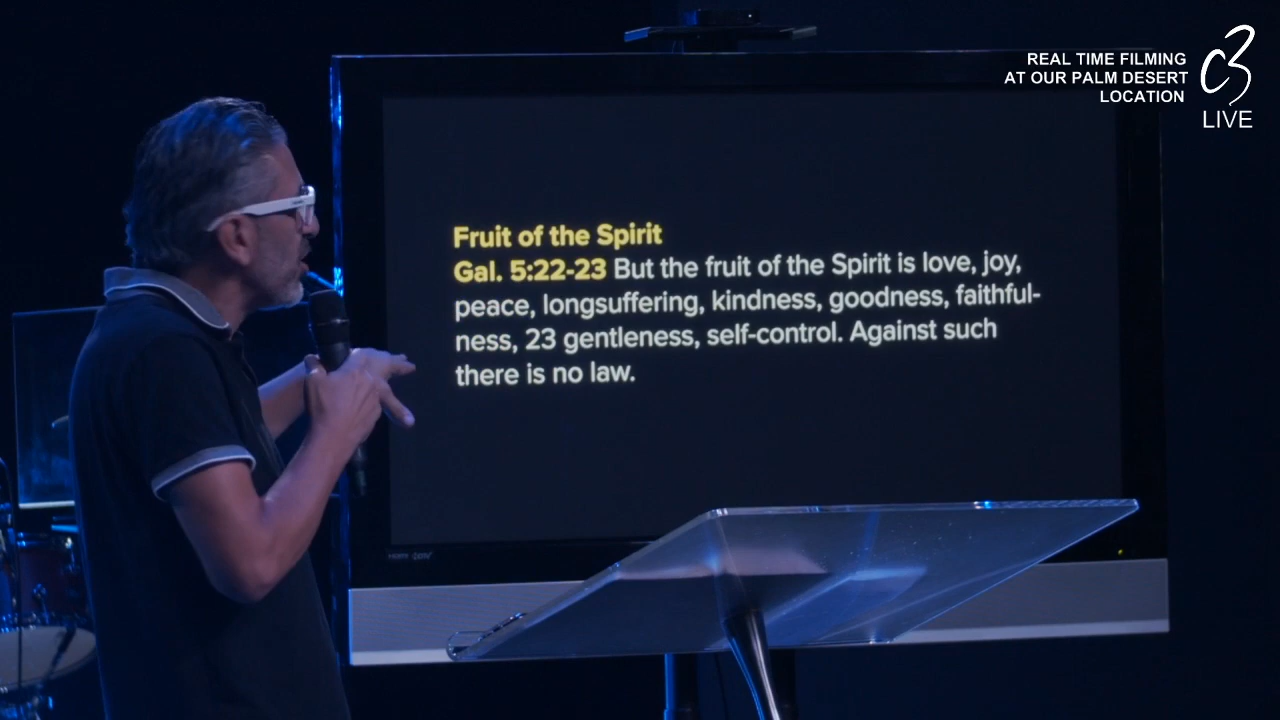 REAL TIME FILMING
AT OUR PALM DESERT
LOCATION
C3
LIVE
Fruit of the Spirit
Gal. 5:22-23 But the fruit of the Spirit is love, joy,
peace, longsuffering, kindness, goodness, faithful-
ness, 23 gentleness, self-control. Against such
there is no law.